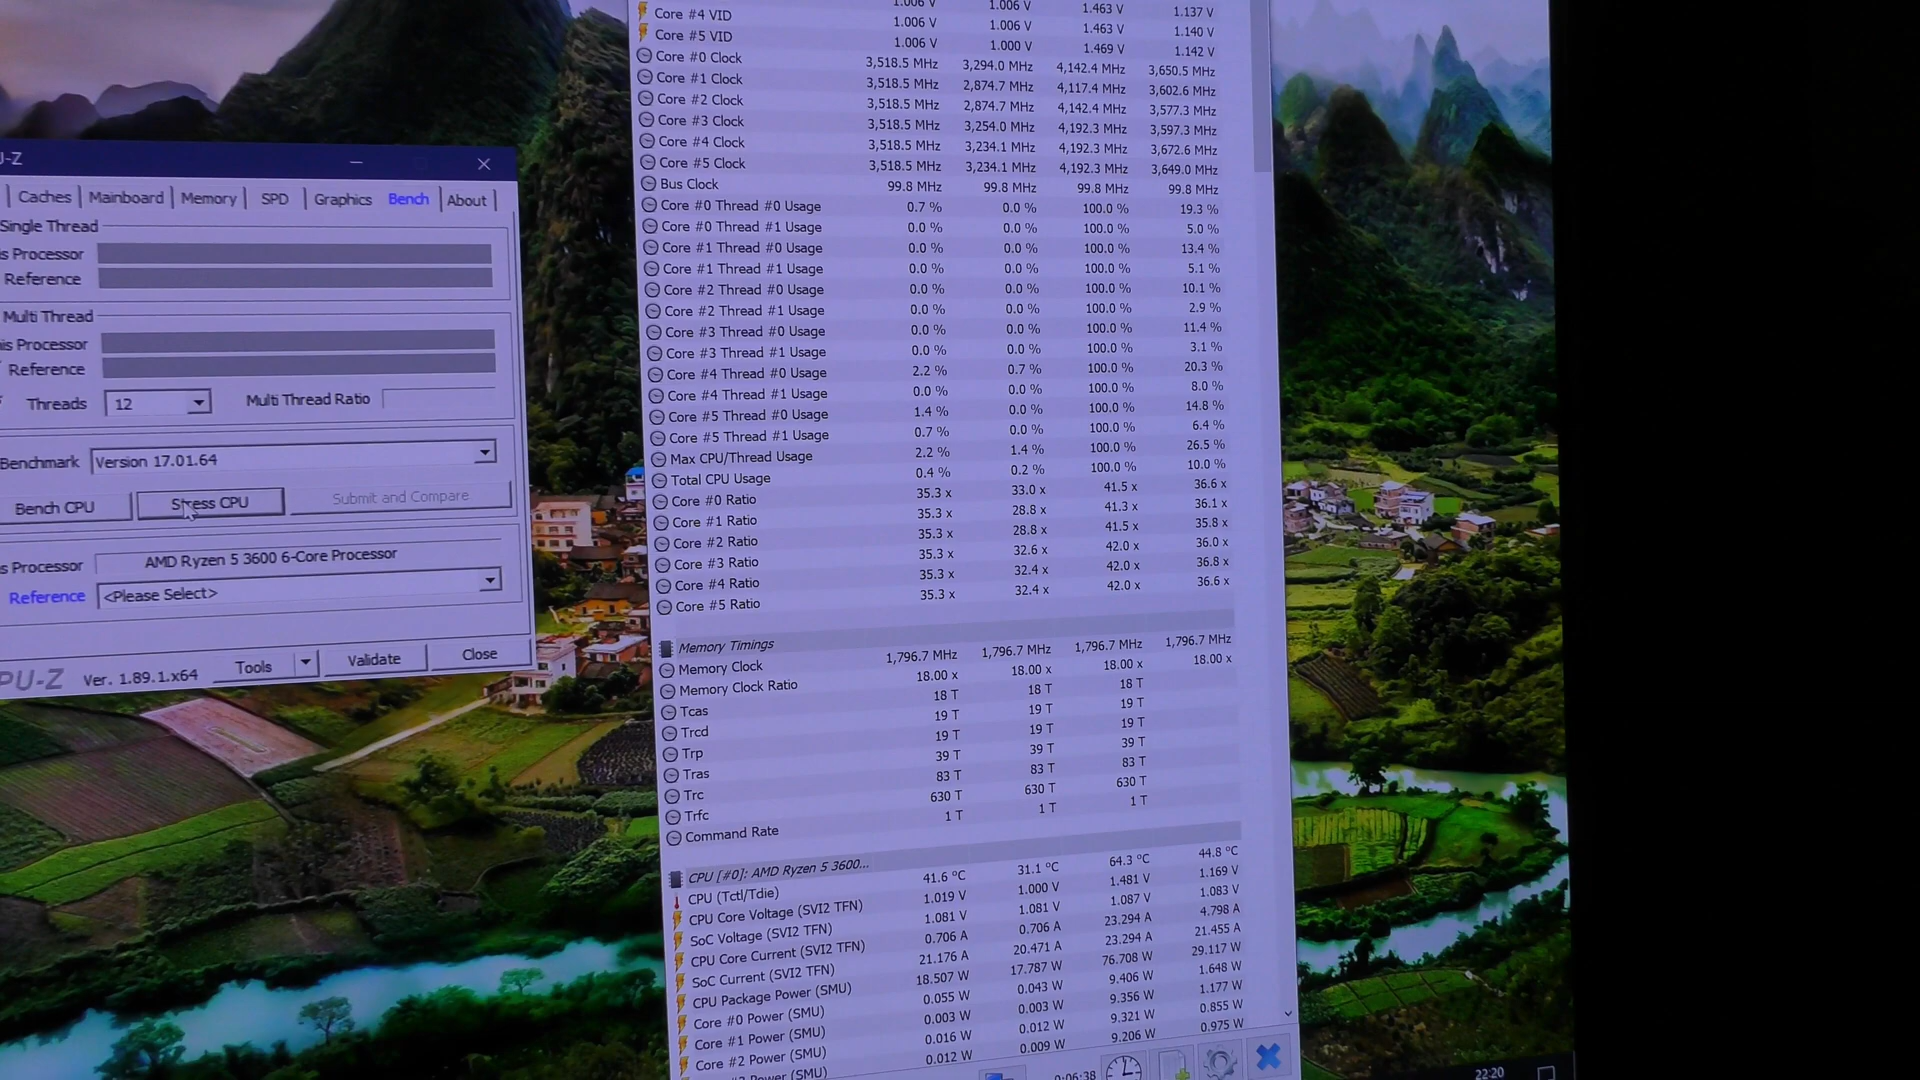 U-Z
Caches Mainboard Memory SPD Graphics Bench About
Single Thread
s Processor
Reference
Multi Thread
is Processor
Reference
Threads 12 Multi Thread Ratio
Benchmark Version 17.01.64
Bench CPU Stress CPU Submit and Compare
s Processor AMD Ryzen 5 3600 6-Core Processor
Reference <Please Select>
PU-Z Ver. 1.89.1.x64 Tools Validate Close
1.006 V 1.006 V 1.463 V 1.137 V
Core #4 VID 1.006 V 1.006 V 1.463 V 1.140 V
Core #5 VID 1.006 V 1.000 V 1.469 V 1.142 V
Core #0 Clock 3,518.5 MHz 3,294.0 MHz 4,142.4 MHz 3,650.5 MHz
Core #1 Clock 3,518.5 MHz 2,874.7 MHz 4,117.4 MHz 3,602.6 MHz
Core #2 Clock 3,518.5 MHz 2,874.7 MHz 4,142.4 MHz 3,577.3 MHz
Core #3 Clock 3,518.5 MHz 3,254.0 MHz 4,192.3 MHz 3,597.3 MHz
Core #4 Clock 3,518.5 MHz 3,234.1 MHz 4,192.3 MHz 3,672.6 MHz
Core #5 Clock 3,518.5 MHz 3,234.1 MHz 4,192.3 MHz 3,649.0 MHz
Bus Clock 99.8 MHz 99.8 MHz 99.8 MHz 99.8 MHz
Core #0 Thread #0 Usage 0.7 % 0.0 % 100.0 % 19.3 %
Core #0 Thread #1 Usage 0.0 % 0.0 % 100.0 % 5.0 %
Core #1 Thread #0 Usage 0.0 % 0.0 % 100.0 % 13.4 %
Core #1 Thread #1 Usage 0.0 % 0.0 % 100.0 % 5.1 %
Core #2 Thread #0 Usage 0.0 % 0.0 % 100.0 % 10.1 %
Core #2 Thread #1 Usage 0.0 % 0.0 % 100.0 % 2.9 %
Core #3 Thread #0 Usage 0.0 % 0.0 % 100.0 % 11.4 %
Core #3 Thread #1 Usage 0.0 % 0.0 % 100.0 % 3.1 %
Core #4 Thread #0 Usage 2.2 % 0.7 % 100.0 % 20.3 %
Core #4 Thread #1 Usage 0.0 % 0.0 % 100.0 % 8.0 %
Core #5 Thread #0 Usage 1.4 % 0.0 % 100.0 % 14.8 %
Core #5 Thread #1 Usage 0.7 % 0.0 % 100.0 % 6.4 %
Max CPU/Thread Usage 2.2 % 1.4 % 100.0 % 26.5 %
Total CPU Usage 0.4 % 0.2 % 100.0 % 10.0 %
Core #0 Ratio 35.3 x 33.0 x 41.5 x 36.6 x
Core #1 Ratio 35.3 x 28.8 x 41.3 x 36.1 x
Core #2 Ratio 35.3 x 28.8 x 41.5 x 35.8 x
Core #3 Ratio 35.3 x 32.6 x 42.0 x 36.0 x
Core #4 Ratio 35.3 x 32.4 x 42.0 x 36.8 x
Core #5 Ratio 35.3 x 32.4 x 42.0 x 36.6 x
Memory Timings
Memory Clock 1,796.7 MHz 1,796.7 MHz 1,796.7 MHz 1,796.7 MHz
Memory Clock Ratio 18.00 x 18.00 x 18.00 x 18.00 x
Tcas 18 T 18 T 18 T
Trcd 19 T 19 T 19 T
Trp 19 T 19 T 19 T
Tras 39 T 39 T 39 T
Trc 83 T 83 T 83 T
Trfc 630 T 630 T 630 T
Command Rate 1 T 1 T 1 T
CPU [#0]: AMD Ryzen 5 3600...
CPU (Tctl/Tdie) 41.6 °C 31.1 °C 64.3 °C 44.8 °C
CPU Core Voltage (SVI2 TFN) 1.019 V 1.000 V 1.481 V 1.169 V
SoC Voltage (SVI2 TFN) 1.081 V 1.081 V 1.087 V 1.083 V
CPU Core Current (SVI2 TFN) 0.706 A 0.706 A 23.294 A 4.798 A
SoC Current (SVI2 TFN) 21.176 A 20.471 A 23.294 A 21.455 A
CPU Package Power (SMU) 18.507 W 17.787 W 76.708 W 29.117 W
Core #0 Power (SMU) 0.055 W 0.043 W 9.406 W 1.648 W
Core #1 Power (SMU) 0.003 W 0.003 W 9.356 W 1.177 W
Core #2 Power (SMU) 0.016 W 0.012 W 9.321 W 0.855 W
Power (SMU) 0.012 W 0.009 W 9.206 W 0.975 W
0:06:38
22:20